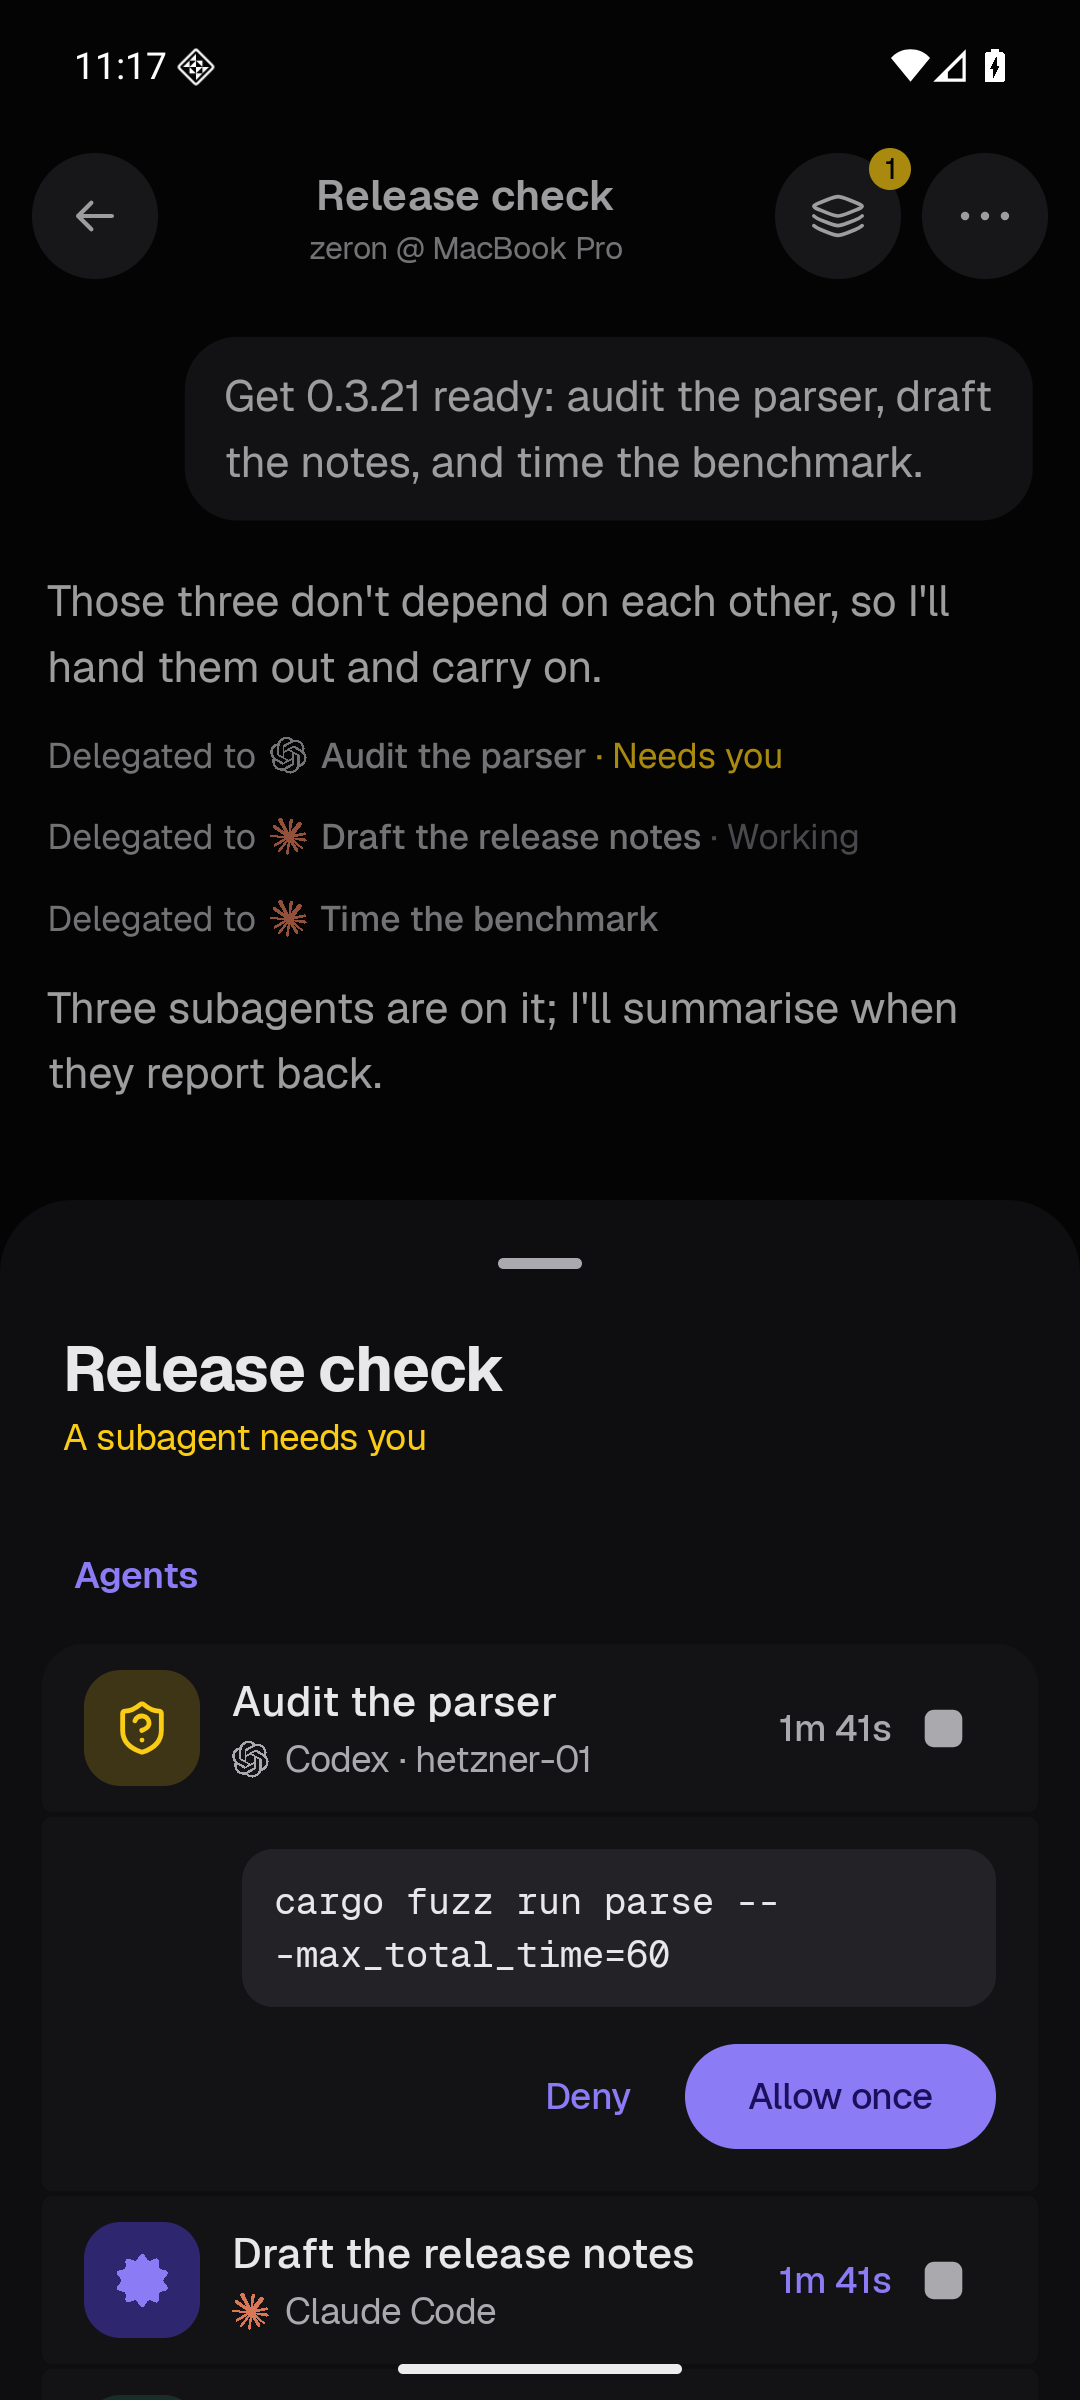 11:17
1
Release check
zeron @ MacBook Pro
Get 0.3.21 ready: audit the parser, draft
the notes, and time the benchmark.
Those three don't depend on each other, so I'll
hand them out and carry on.
Delegated to Audit the parser · Needs you
Delegated to Draft the release notes · Working
Delegated to Time the benchmark
Three subagents are on it; I'll summarise when
they report back.
Release check
A subagent needs you
Agents
Audit the parser
1m 41s
Codex · hetzner-01
cargo fuzz run parse --
-max_total_time=60
Deny
Allow once
Draft the release notes
1m 41s
Claude Code